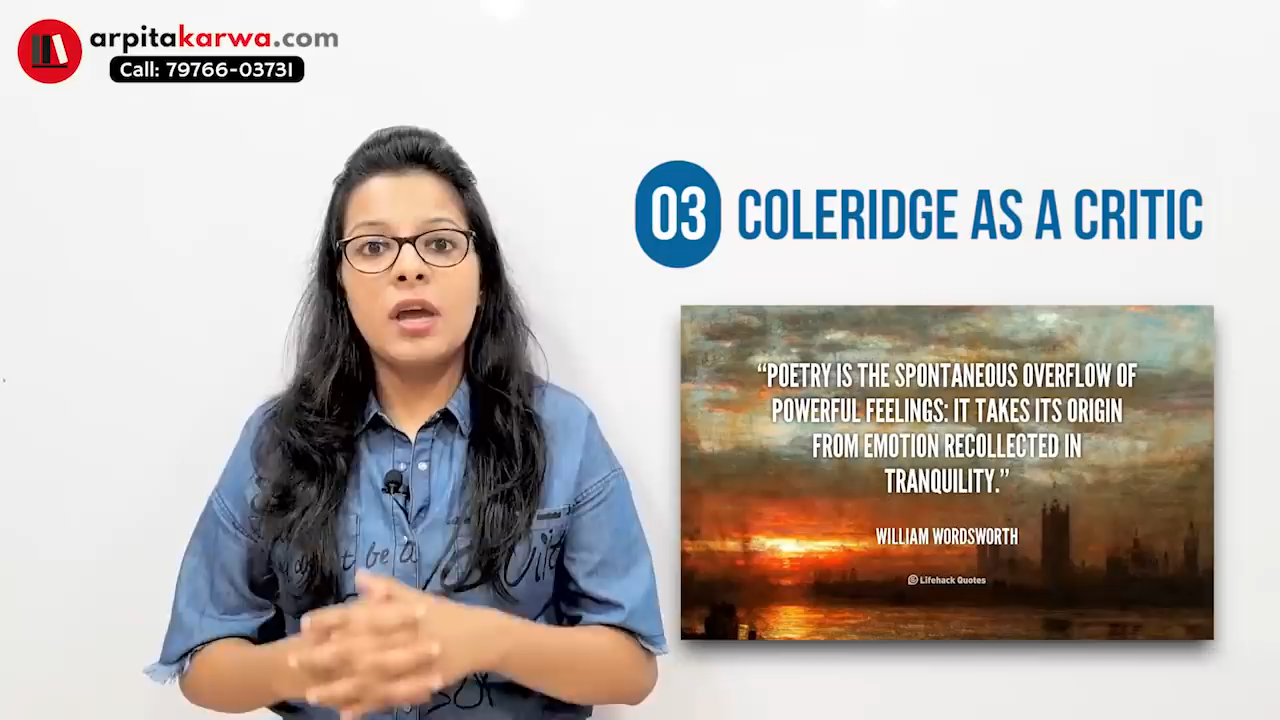 arpitakarwa.com
Call: 79766-03731
03 COLERIDGE AS A CRITIC
“POETRY IS THE SPONTANEOUS OVERFLOW OF
POWERFUL FEELINGS: IT TAKES ITS ORIGIN
FROM EMOTION RECOLLECTED IN
TRANQUILITY.”
WILLIAM WORDSWORTH
Lifehack Quotes
be a